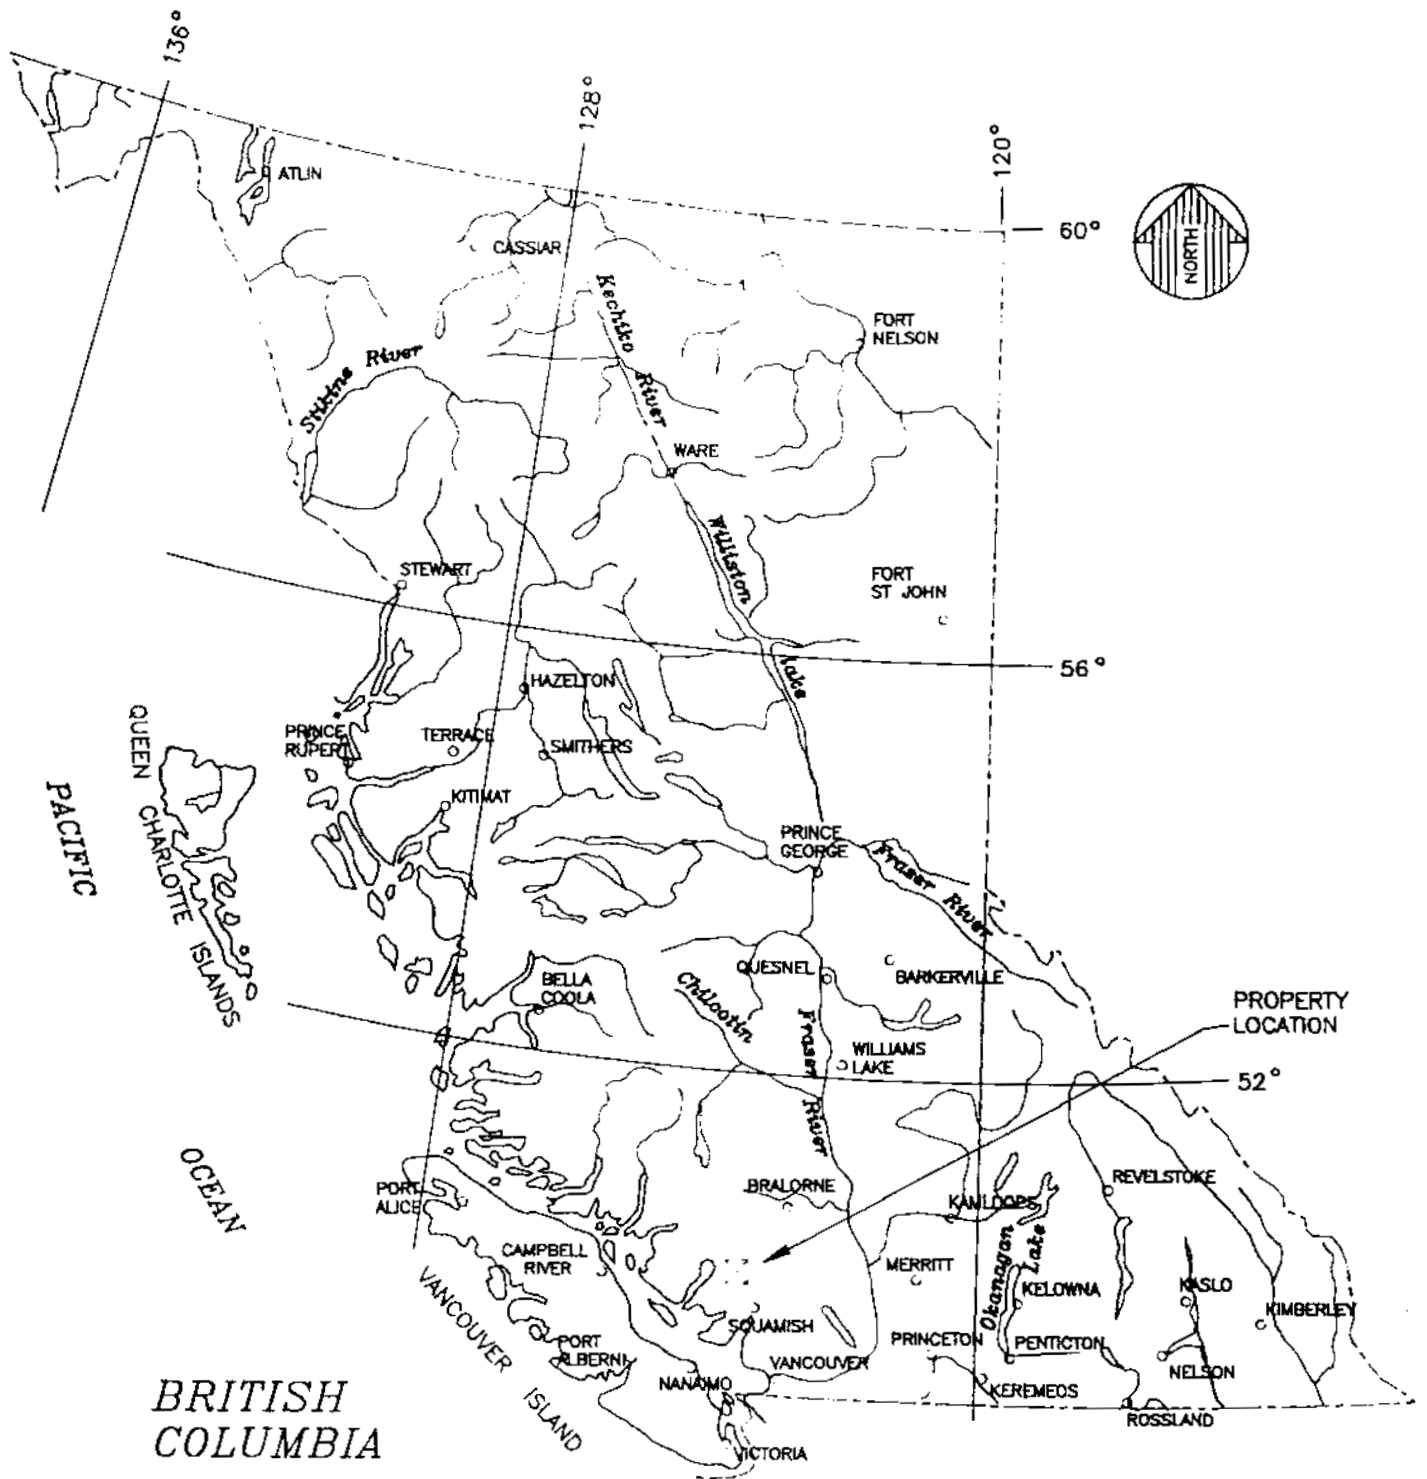 136°
128°
120°
ATLIN
60°
NORTH
CASSIAR
Kechiko River
FORT
NELSON
Stikine River
WARE
Williston Lake
STEWART
FORT
ST JOHN
56°
HAZELTON
QUEEN CHARLOTTE ISLANDS
PRINCE
RUPERT
TERRACE
SMITHERS
PACIFIC
KITIMAT
PRINCE
GEORGE
Fraser River
QUESNEL
BARKERVILLE
BELLA
COOLA
Chilcotin
PROPERTY
LOCATION
Fraser River
WILLIAMS
LAKE
52°
OCEAN
PORT
ALICE
BRALORNE
KAMLOOPS
REVELSTOKE
CAMPBELL
RIVER
MERRITT
Okanagan Lake
KELOWNA
KASLO
KIMBERLEY
VANCOUVER ISLAND
SQUAMISH
PRINCETON
PENTICTON
PORT
ALBERNI
VANCOUVER
NELSON
NANAIMO
KEREMEOS
ROSSLAND
BRITISH
COLUMBIA
VICTORIA